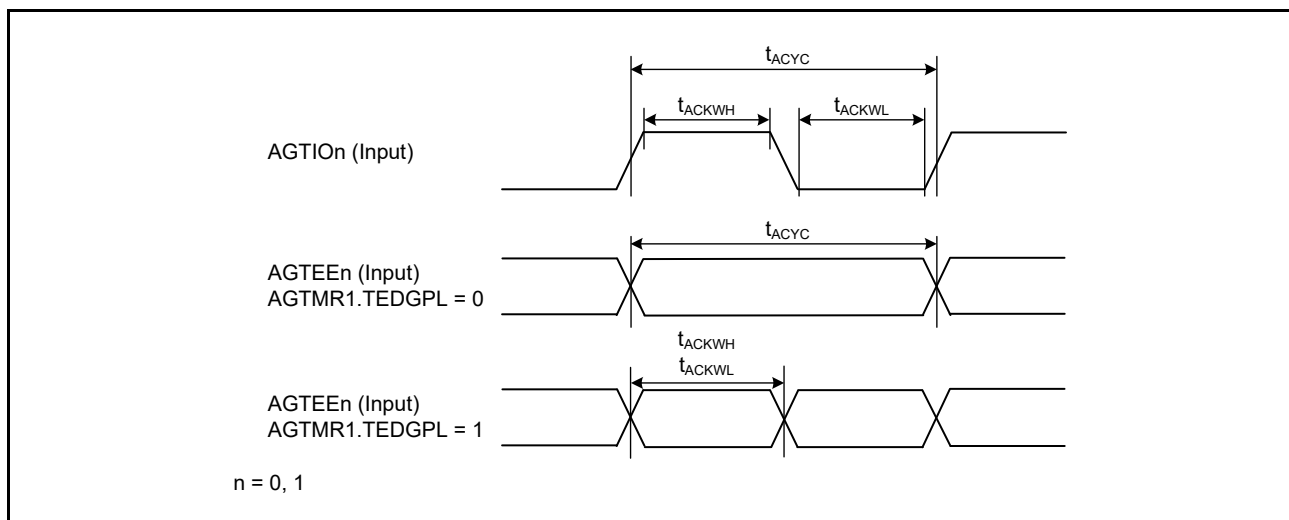 tACYC
tACKWH
tACKWL
AGTIOn (Input)
tACYC
AGTEEn (Input)
AGTMR1.TEDGPL = 0
tACKWH
tACKWL
AGTEEn (Input)
AGTMR1.TEDGPL = 1
n = 0, 1